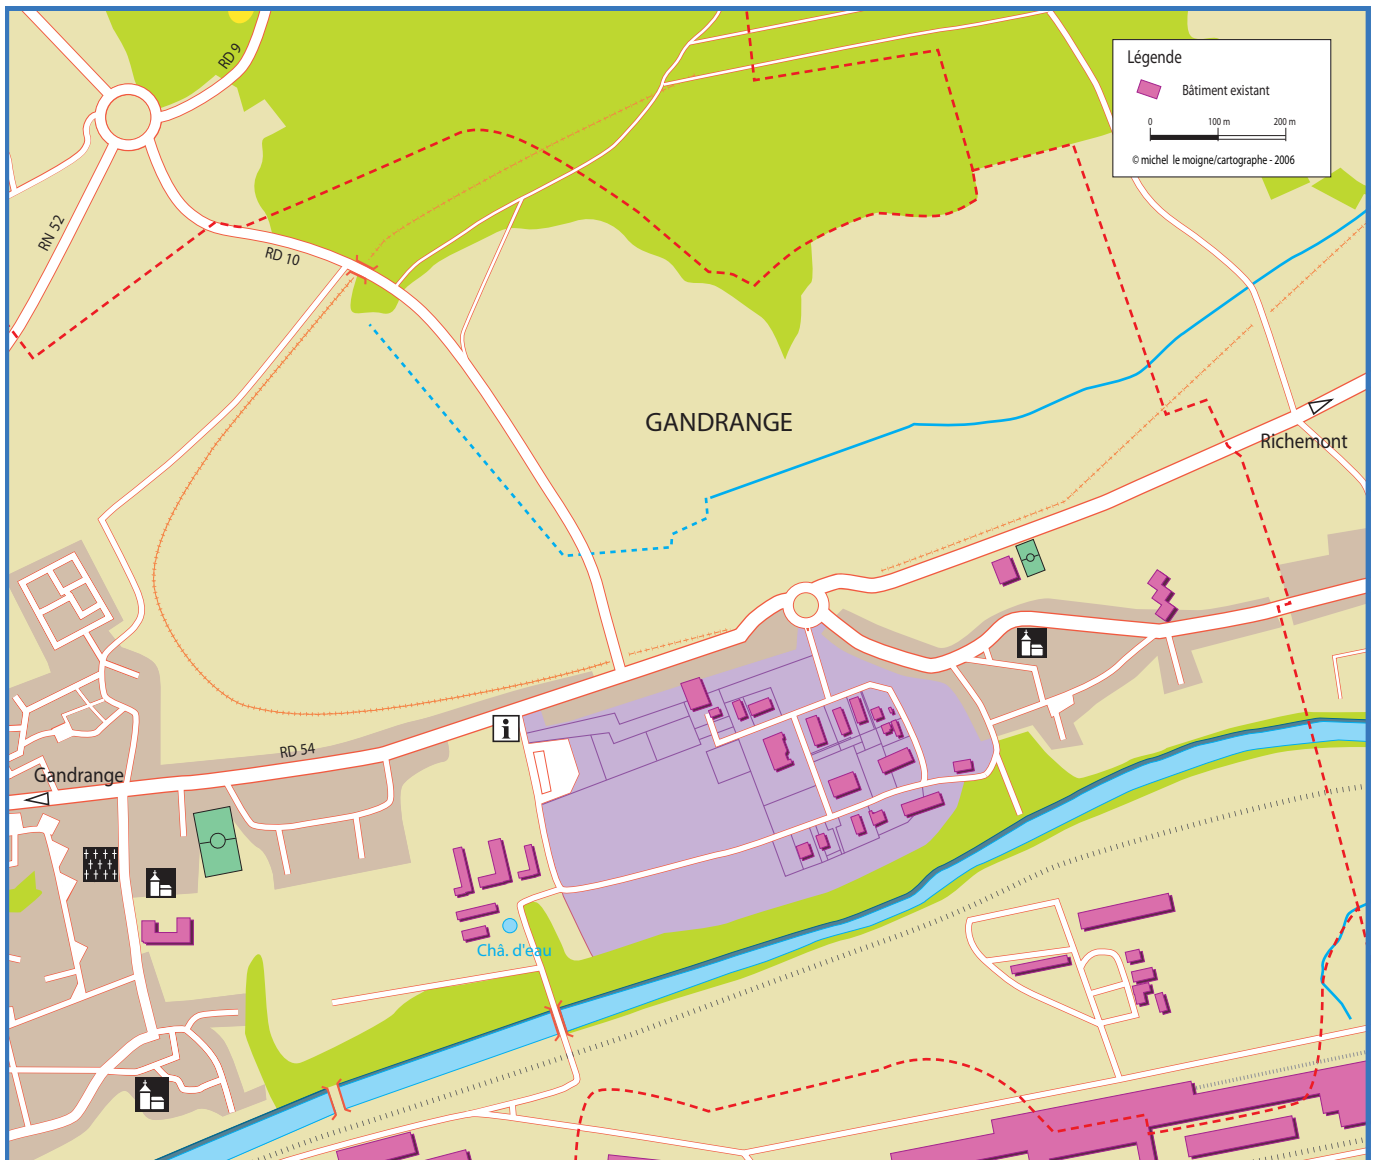 RD 9
Légende
Bâtiment existant
0 100 m 200 m
© michel le moigne/cartographe - 2006
RN 52
RD 10
GANDRANGE
Richemont
i
RD 54
Gandrange
Châ. d'eau